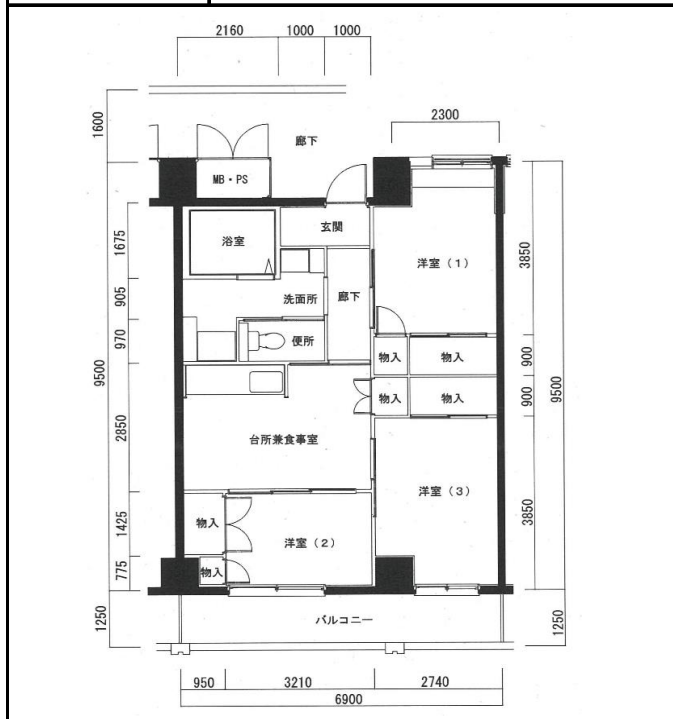 2160 1000 1000
2300
1600
廊下
MB・PS
玄関
浴室
1675
洋室（1）
3850
905
洗面所
廊下
970
便所
物入 物入
900
9500
9500
物入 物入
900
2850
台所兼食事室
洋室（3）
3850
1425
物入
洋室（2）
775
物入
1250
バルコニー
1250
950 3210 2740
6900